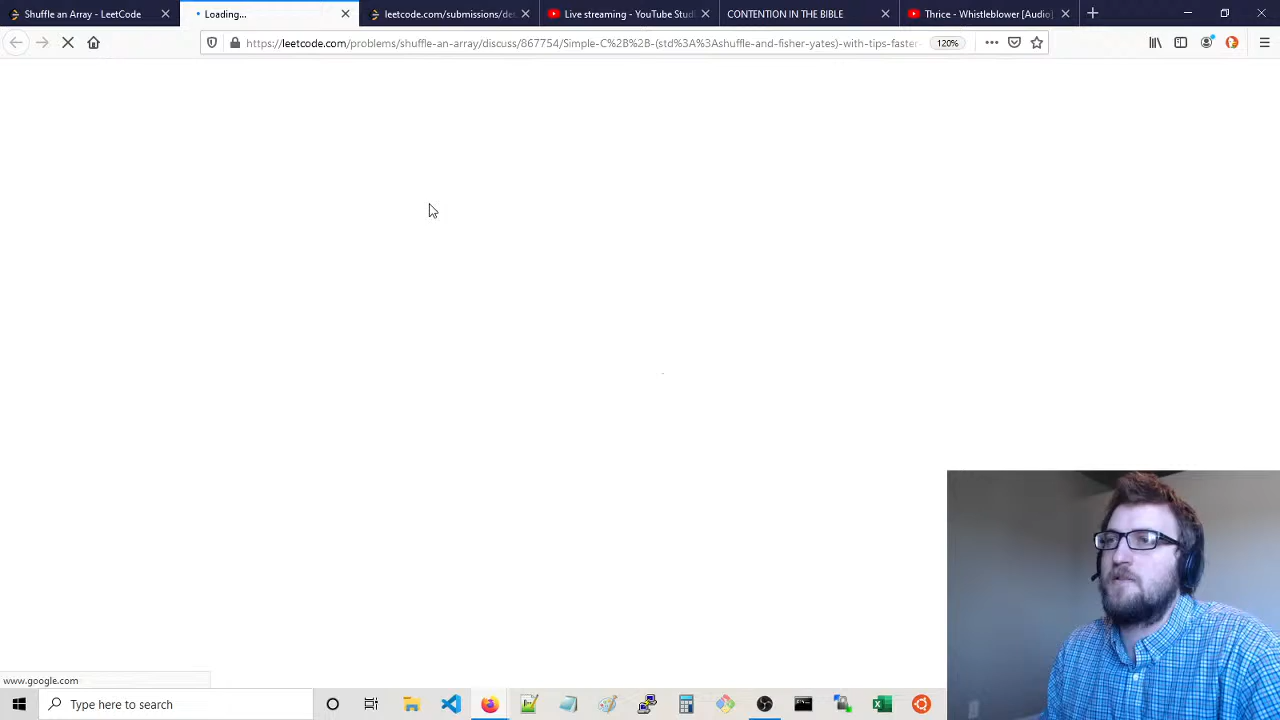 Shuffle an Array - LeetCode
Loading...
leetcode.com/submissions/de
Live streaming - YouTube Studi
CONTENTION IN THE BIBLE
Thrice - Whistleblower [Audio]
https://leetcode.com/problems/shuffle-an-array/discuss/867754/Simple-C%2B%2B-(std%3A%3Ashuffle-and-fisher-yates)-with-tips-faster-
120%
www.google.com
Type here to search